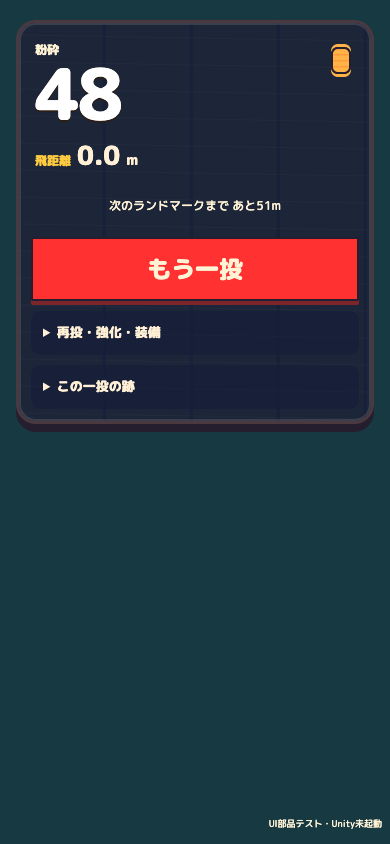 粉砕
48
飛距離 0.0 m
次のランドマークまで あと51m
もう一投
▶ 再投・強化・装備
▶ この一投の跡
UI部品テスト・Unity未起動